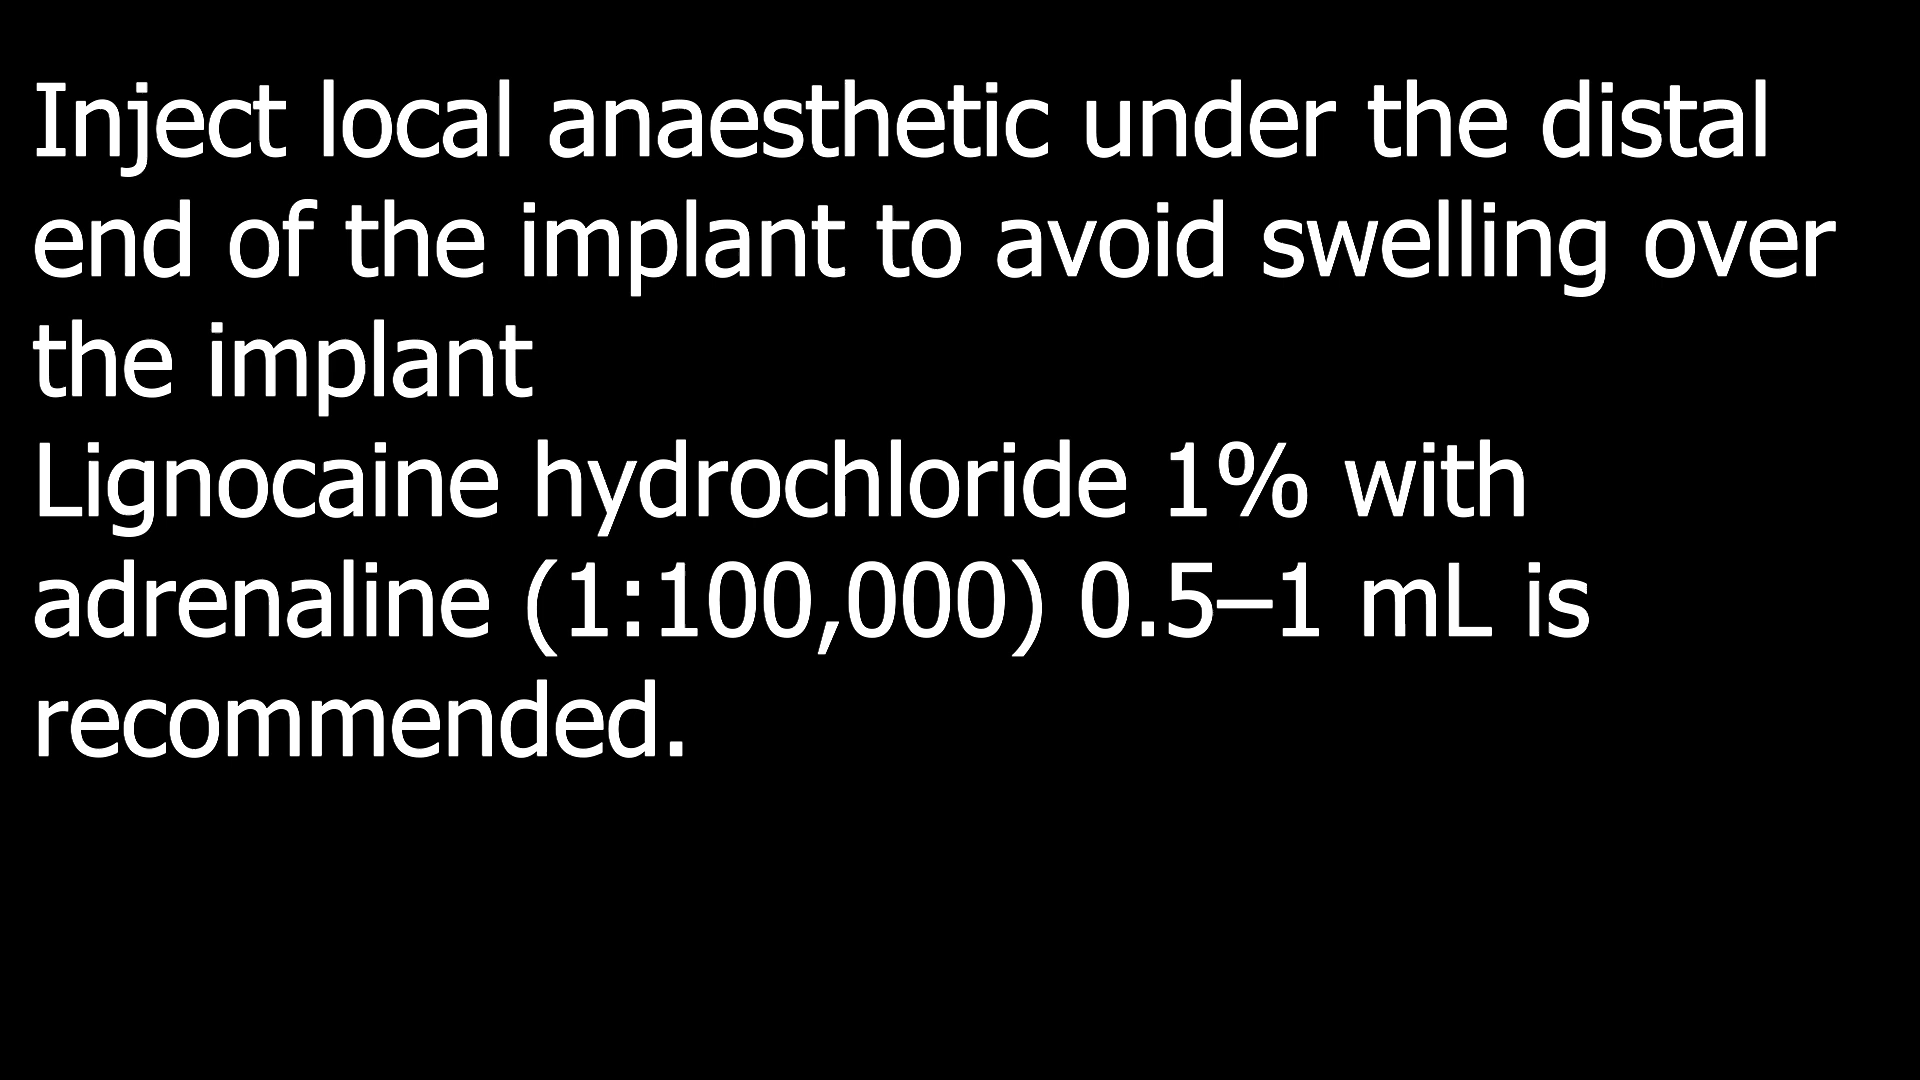 Inject local anaesthetic under the distal
end of the implant to avoid swelling over
the implant
Lignocaine hydrochloride 1% with
adrenaline (1:100,000) 0.5–1 mL is
recommended.